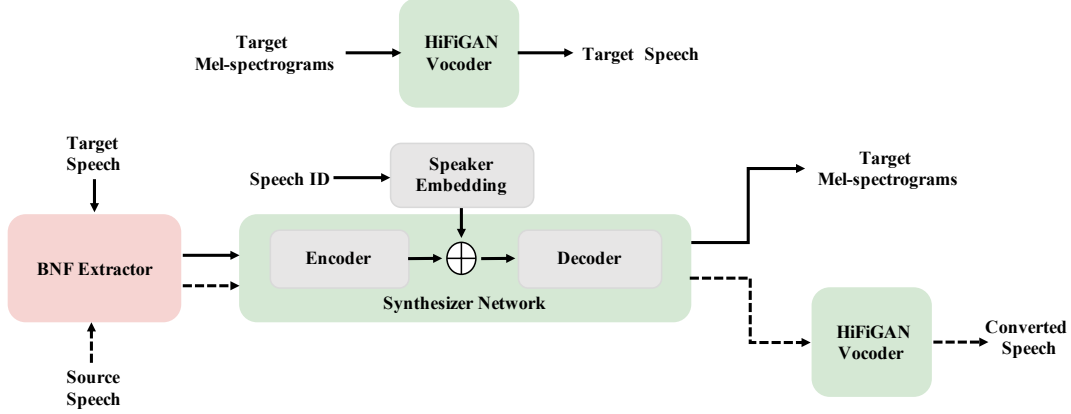 Target
Mel-spectrograms
HiFiGAN
Vocoder
Target Speech
Target
Speech
Speech ID
Speaker
Embedding
Target
Mel-spectrograms
BNF Extractor
Encoder
Decoder
Synthesizer Network
HiFiGAN
Vocoder
Converted
Speech
Source
Speech